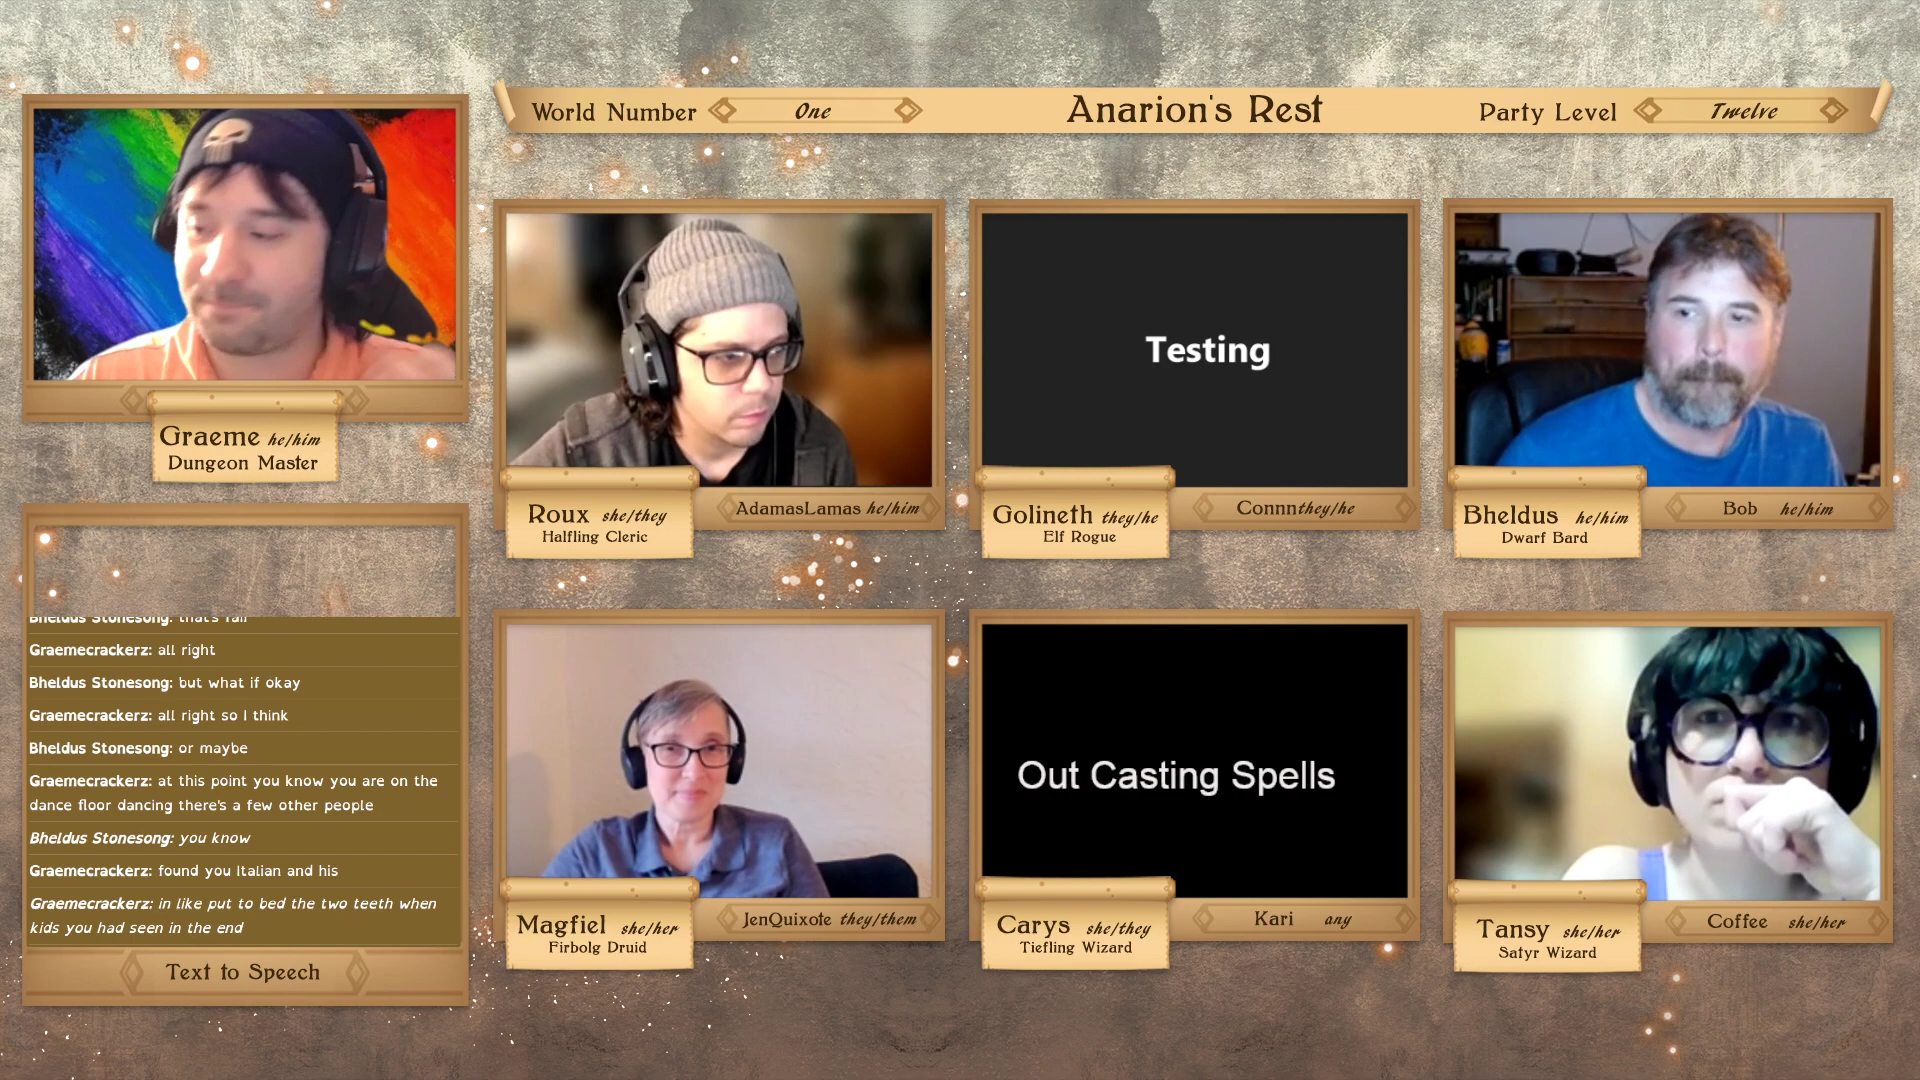 World Number One Anarion's Rest Party Level Twelve
Graeme he/him
Dungeon Master
Testing
Roux she/they
Halfling Cleric
AdamasLamas he/him
Golineth they/he
Elf Rogue
Connnthey/he
Bheldus he/him
Dwarf Bard
Bob he/him
Bheldus Stonesong: that's fair
Graemecrackerz: all right
Bheldus Stonesong: but what if okay
Graemecrackerz: all right so I think
Bheldus Stonesong: or maybe
Graemecrackerz: at this point you know you are on the
dance floor dancing there's a few other people
Bheldus Stonesong: you know
Graemecrackerz: found you Italian and his
Graemecrackerz: in like put to bed the two teeth when
kids you had seen in the end
Text to Speech
Out Casting Spells
Magfiel she/her
Firbolg Druid
JenQuixote they/them
Carys she/they
Tiefling Wizard
Kari any
Tansy she/her
Satyr Wizard
Coffee she/her